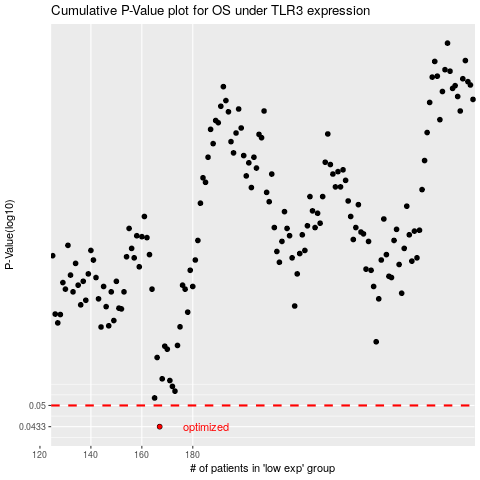 Cumulative P-Value plot for OS under TLR3 expression
P-Value(log10)
0.05
0.0433
optimized
120 140 160 180
# of patients in 'low exp' group